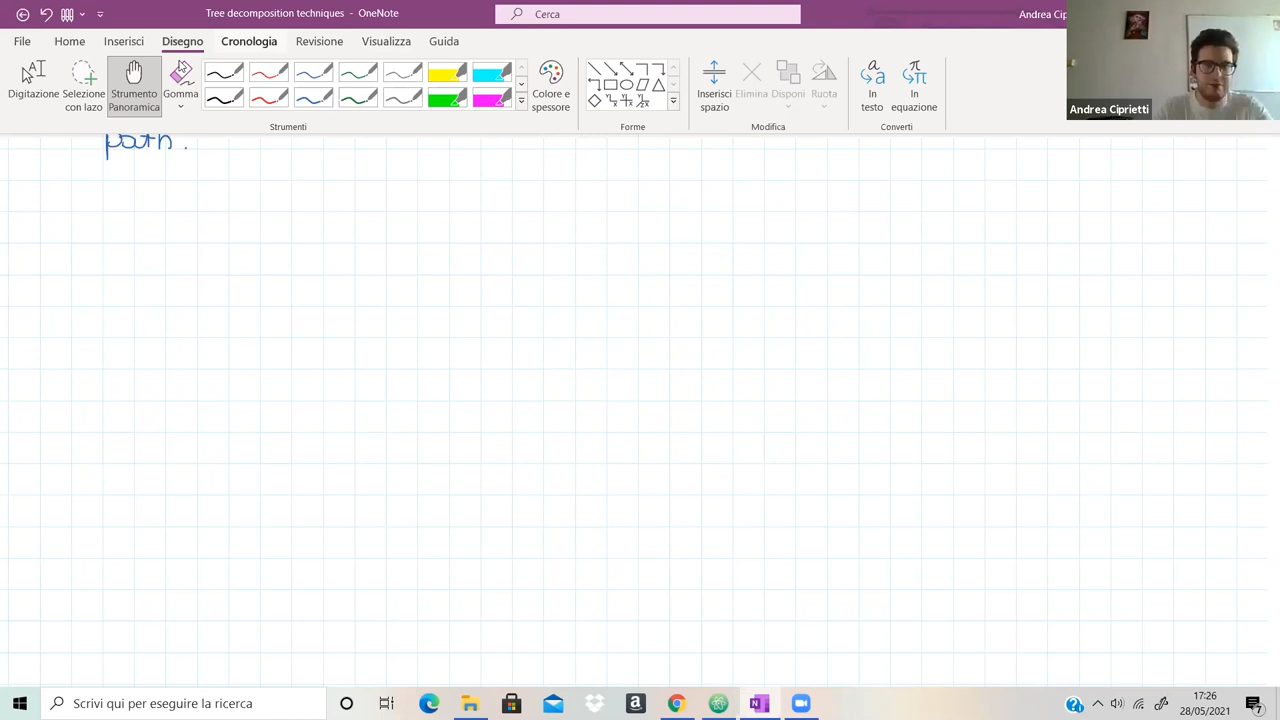 Tree decomposition techniques - OneNote
Cerca
Andrea Cip
File Home Inserisci Disegno Cronologia Revisione Visualizza Guida
Digitazione
Selezione con lazo
Strumento Panoramica
Gomma
Strumenti
Colore e spessore
Forme
Inserisci spazio
Elimina
Disponi
Ruota
Modifica
In testo
In equazione
Converti
Andrea Ciprietti
path.
Scrivi qui per eseguire la ricerca
17:26
28/05/2021
7